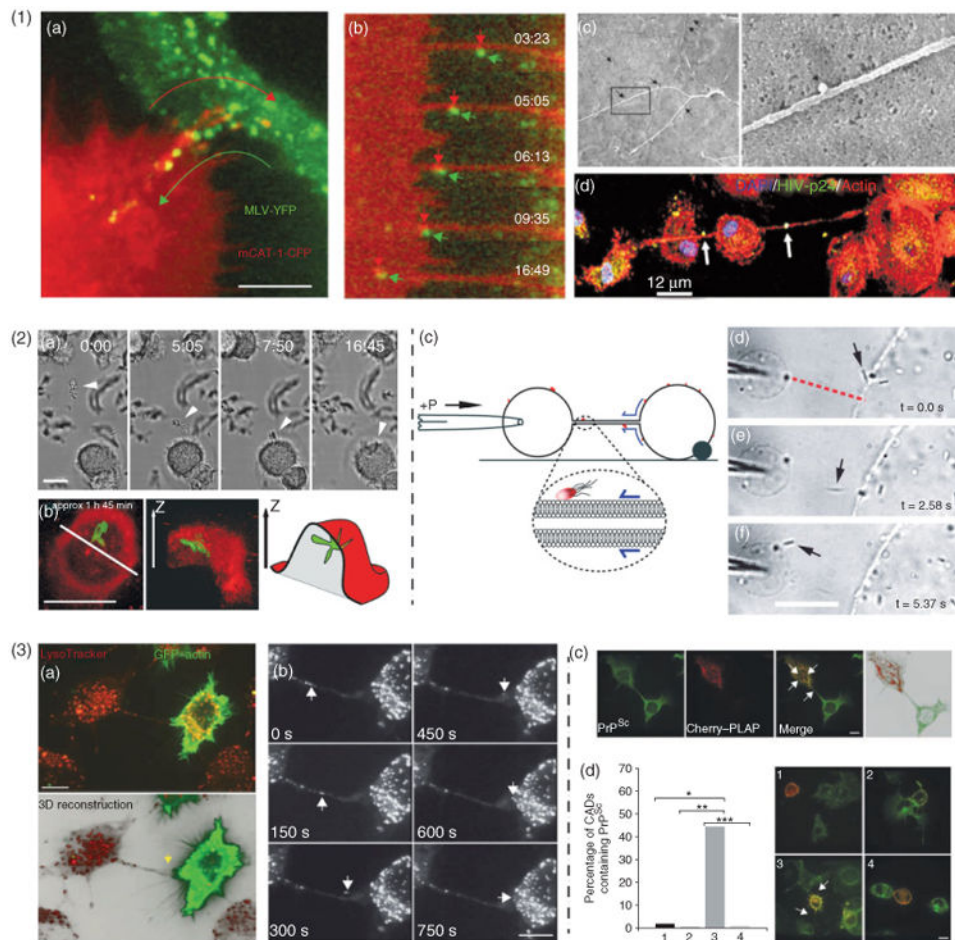 (1)
(a)
MLV-YFP
mCAT-1-CFP
(b)
03:23
05:05
06:13
09:35
16:49
(c)
(d)
DAPI/HIV-p24/Actin
12 µm
(2)
(a)
0:00
5:05
7:50
16:45
(b)
approx 1 h 45 min
Z
Z
(c)
+P
(d)
t = 0.0 s
(e)
t = 2.58 s
(f)
t = 5.37 s
(3)
LysoTracker
GFP–actin
(a)
3D reconstruction
(b)
0 s
450 s
150 s
600 s
300 s
750 s
(c)
PrPSc
Cherry–PLAP
Merge
(d)
Percentage of CADs
containing PrPSc
70
60
50
40
30
20
10
0
*
**
***
1
2
3
4
1
2
3
4